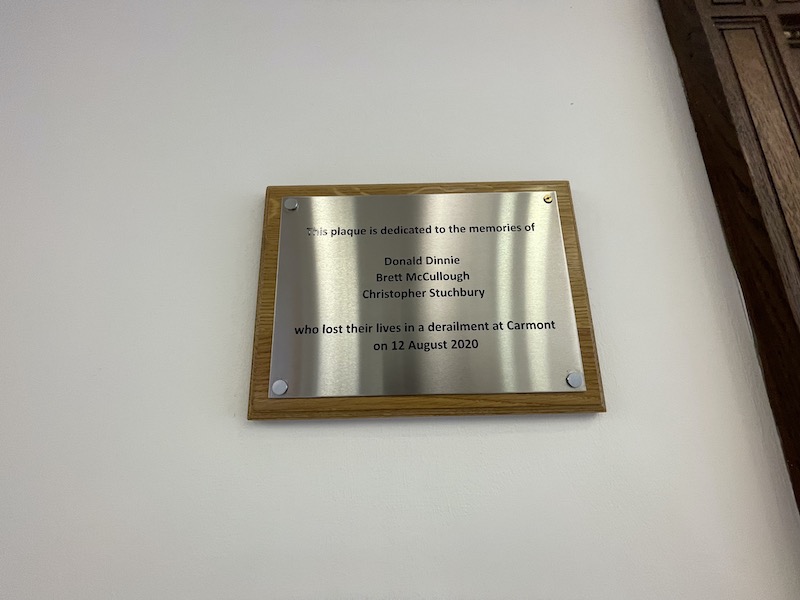 This plaque is dedicated to the memories of
Donald Dinnie
Brett McCullough
Christopher Stuchbury
who lost their lives in a derailment at Carmont
on 12 August 2020